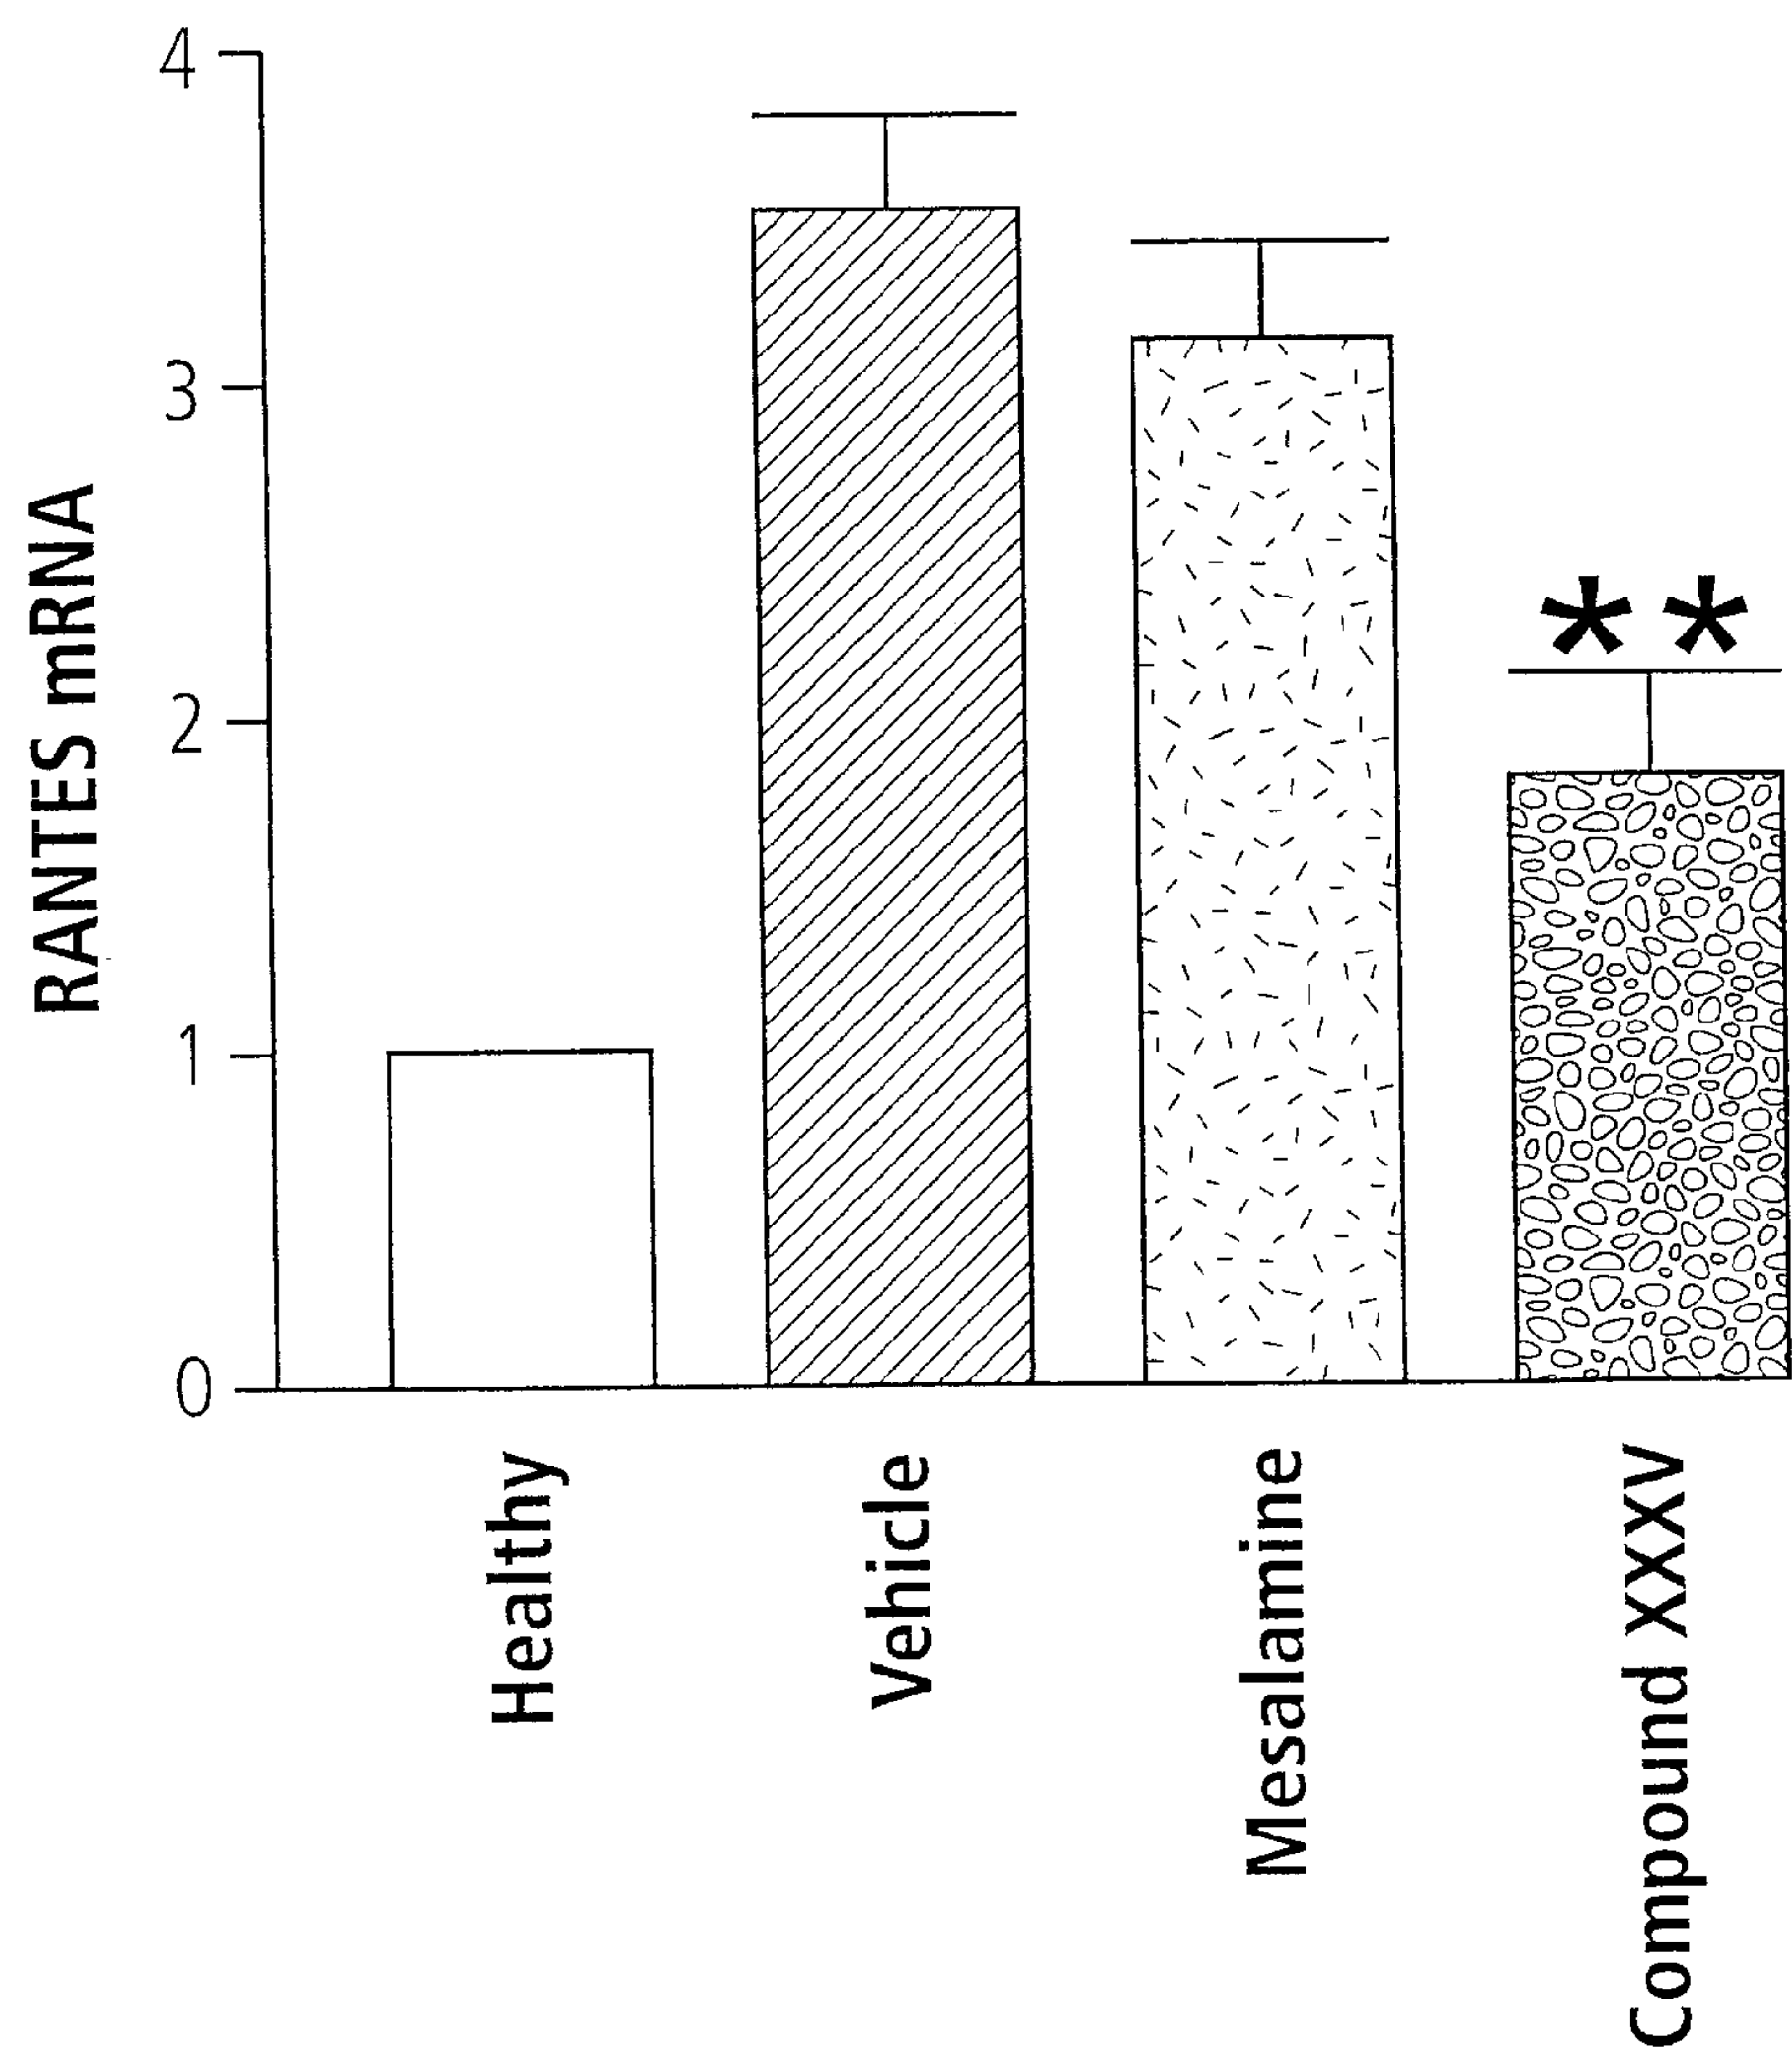 RANTES mRNA
4
3
2
1
0
**
Healthy
Vehicle
Mesalamine
Compound XXXV